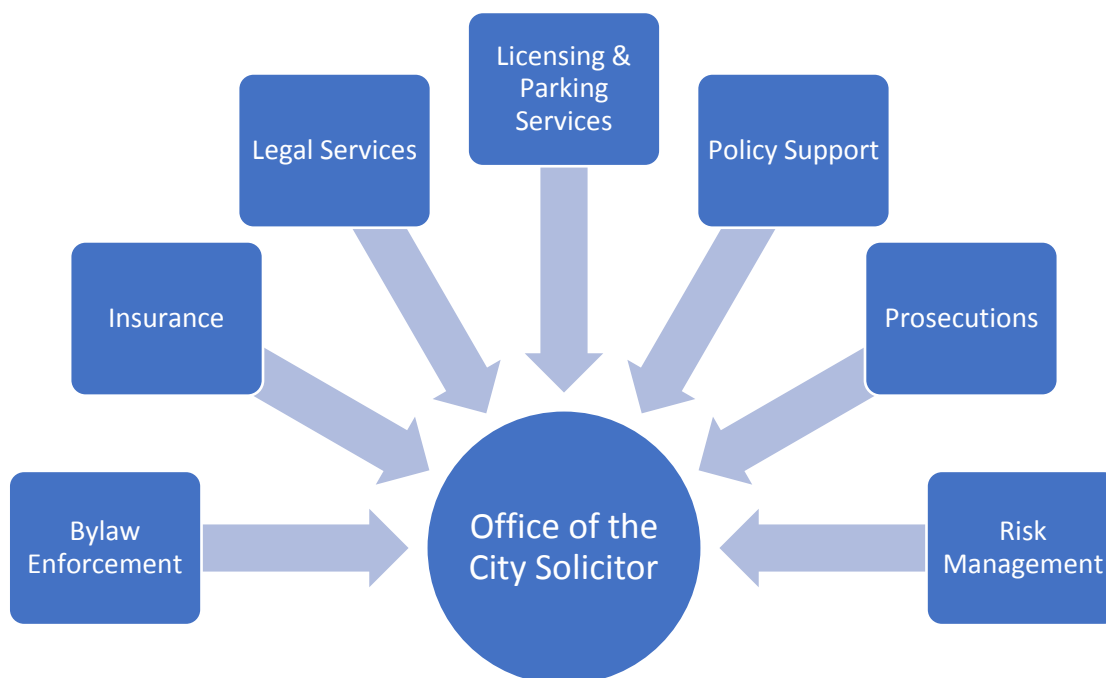 Licensing &
Parking
Services
Legal Services
Policy Support
Insurance
Prosecutions
Bylaw
Enforcement
Office of the
City Solicitor
Risk
Management